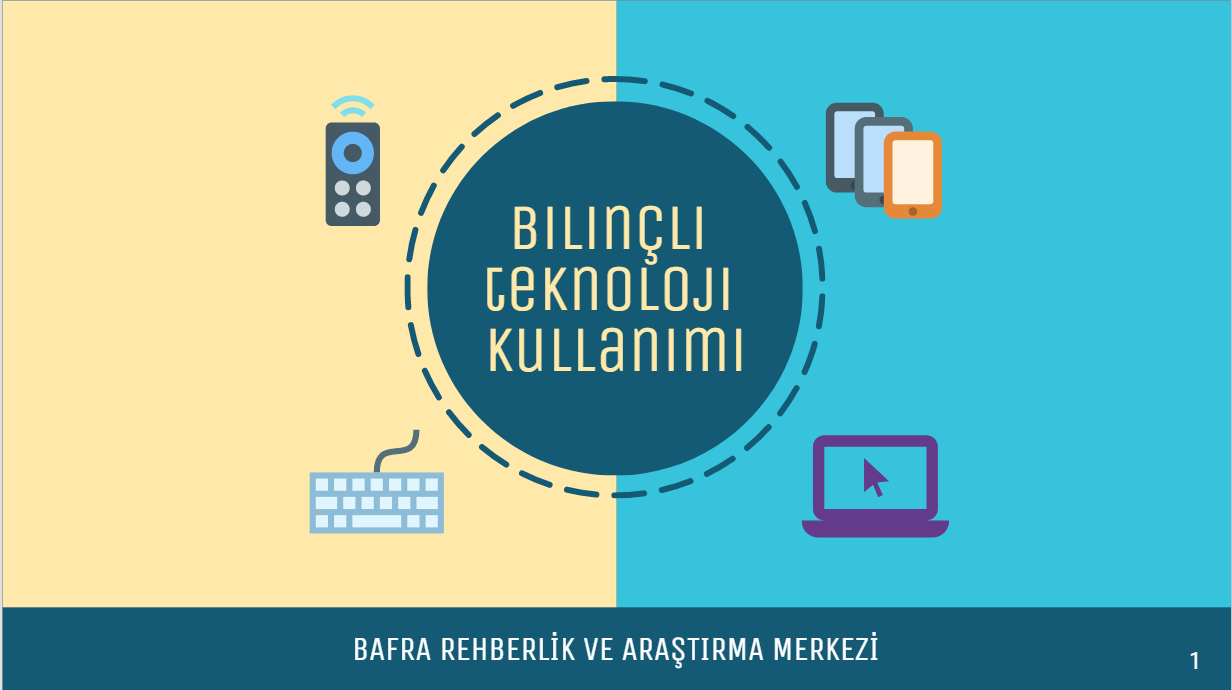 BILINÇLI
teKNOLOJI
KULLANIMI
BAFRA REHBERLİK VE ARAŞTIRMA MERKEZİ
1